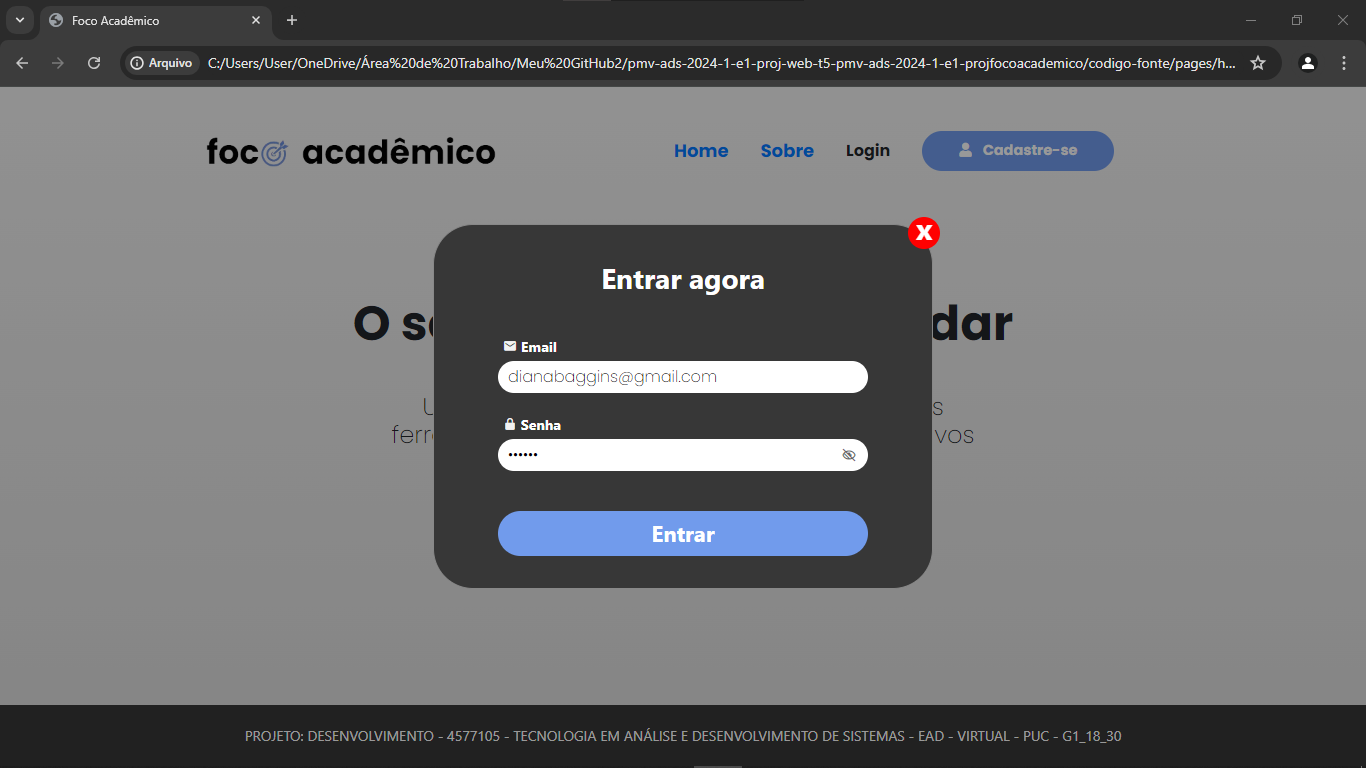 Foco Acadêmico
Arquivo C:/Users/User/OneDrive/Área%20de%20Trabalho/Meu%20GitHub2/pmv-ads-2024-1-e1-proj-web-t5-pmv-ads-2024-1-e1-projfocoacademico/codigo-fonte/pages/h...
foco acadêmico Home Sobre Login Cadastre-se
X
Entrar agora
O dar
Email
dianabaggins@gmail.com
Senha
••••••
ferr vos
Entrar
PROJETO: DESENVOLVIMENTO - 4577105 - TECNOLOGIA EM ANÁLISE E DESENVOLVIMENTO DE SISTEMAS - EAD - VIRTUAL - PUC - G1_18_30